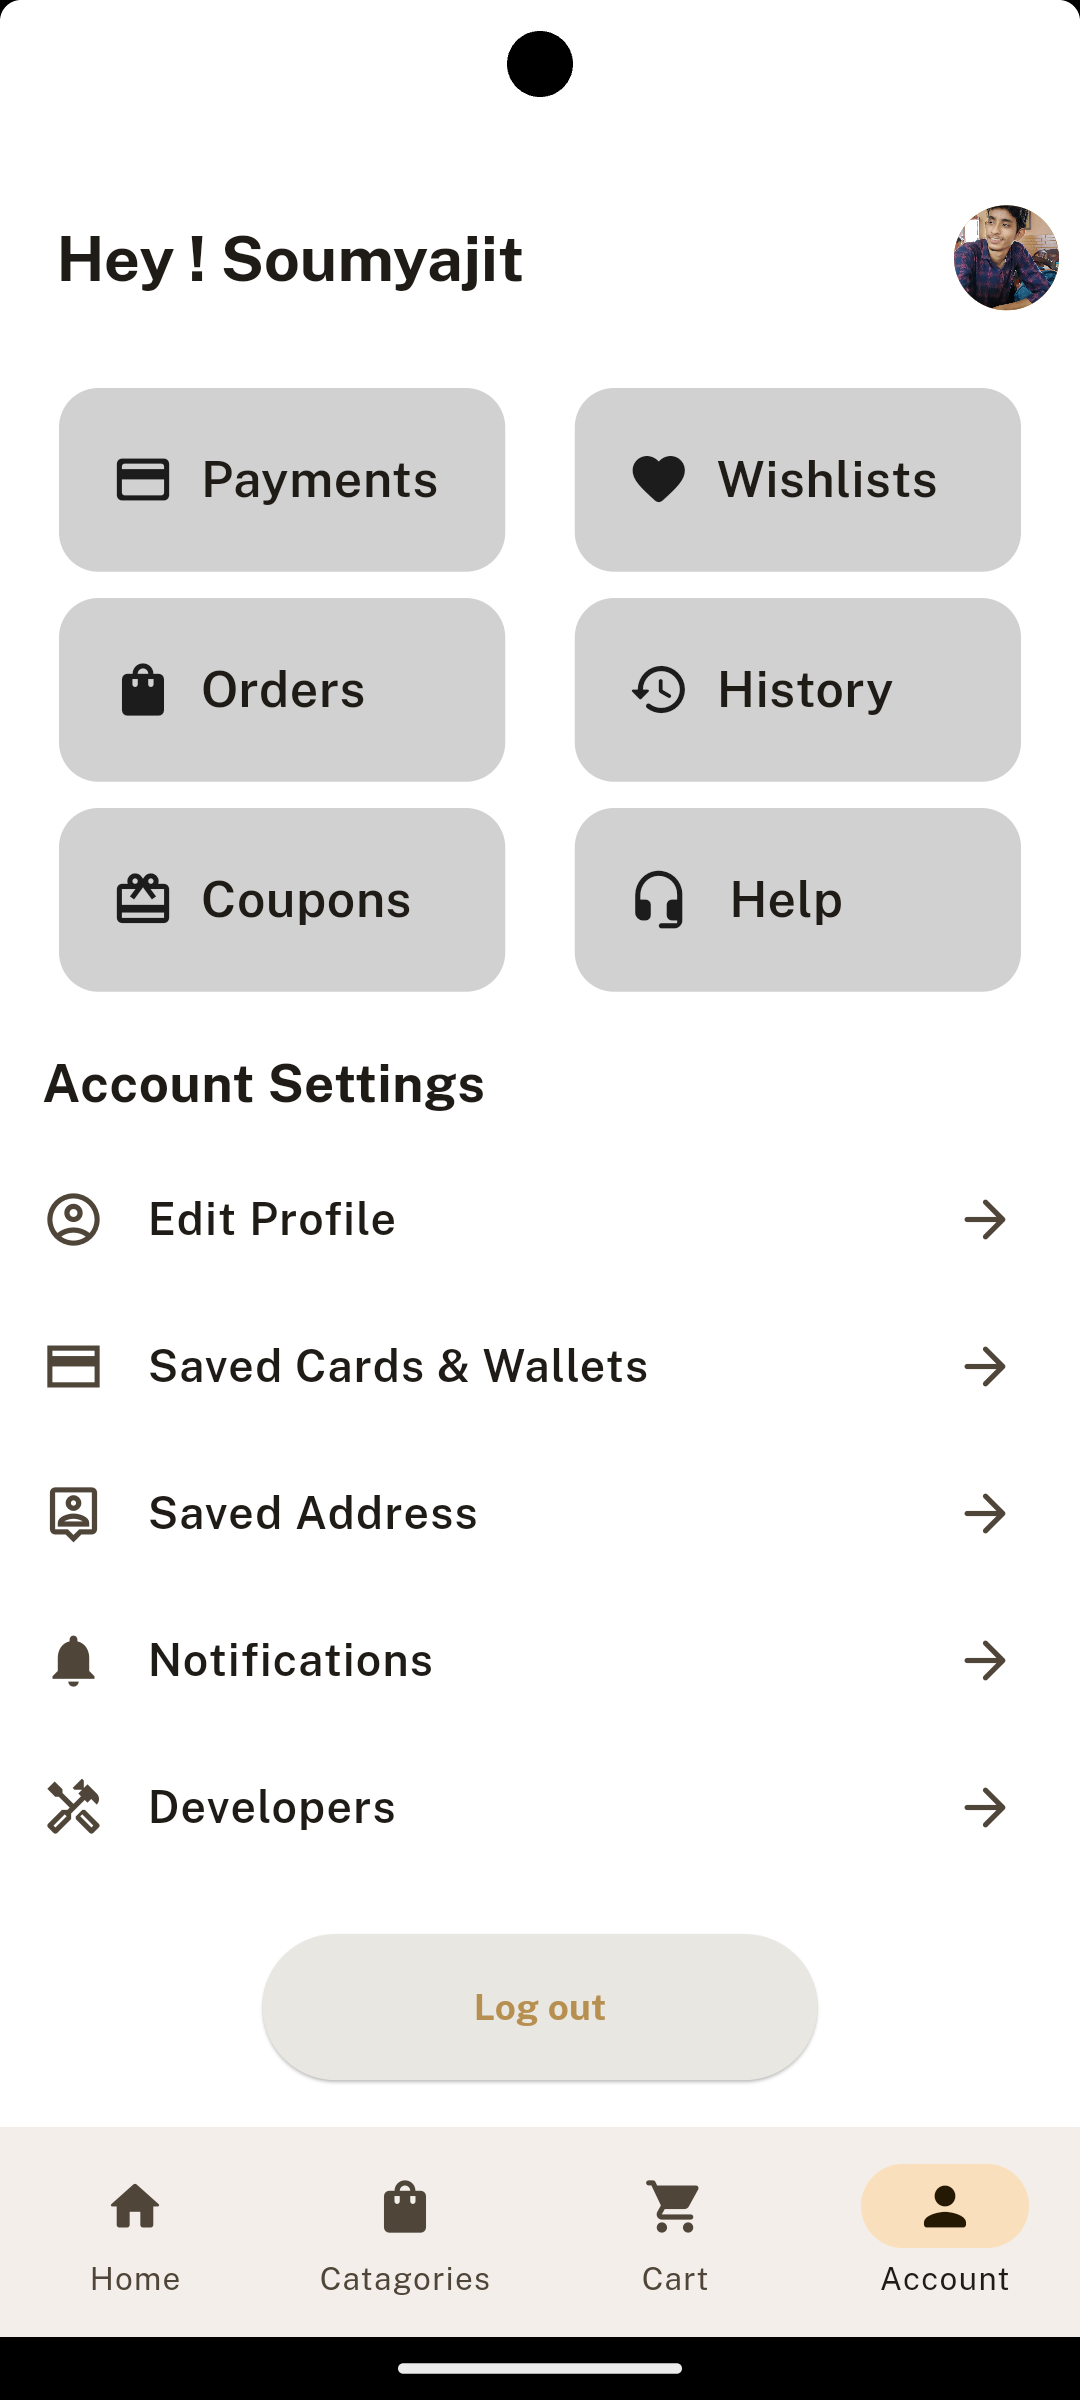 Hey ! Soumyajit
Payments
Wishlists
Orders
History
Coupons
Help
Account Settings
Edit Profile
Saved Cards & Wallets
Saved Address
Notifications
Developers
Log out
Home
Catagories
Cart
Account